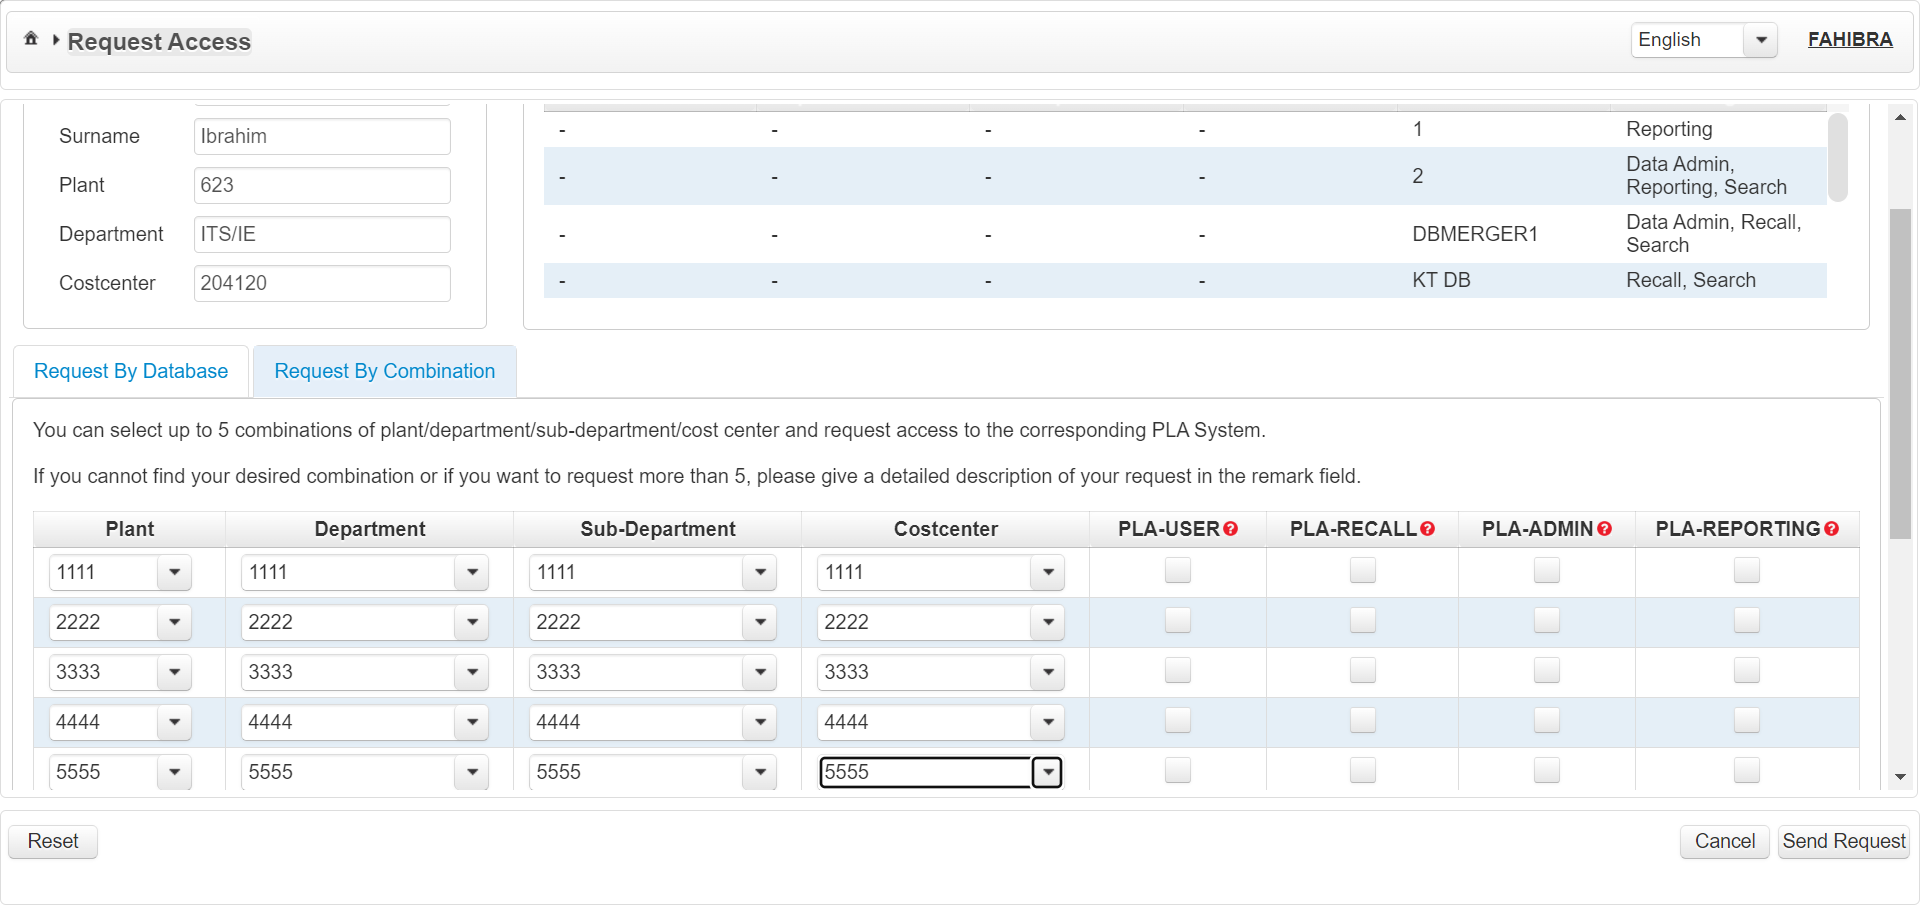 Request Access
English
FAHIBRA
Surname Ibrahim
Plant 623
Department ITS/IE
Costcenter 204120
- - - - 1 Reporting
- - - - 2 Data Admin,
Reporting, Search
- - - - DBMERGER1 Data Admin, Recall,
Search
- - - - KT DB Recall, Search
Request By Database
Request By Combination
You can select up to 5 combinations of plant/department/sub-department/cost center and request access to the corresponding PLA System.
If you cannot find your desired combination or if you want to request more than 5, please give a detailed description of your request in the remark field.
Plant Department Sub-Department Costcenter PLA-USER ? PLA-RECALL ? PLA-ADMIN ? PLA-REPORTING ?
1111 1111 1111 1111
2222 2222 2222 2222
3333 3333 3333 3333
4444 4444 4444 4444
5555 5555 5555 5555
Reset
Cancel
Send Request